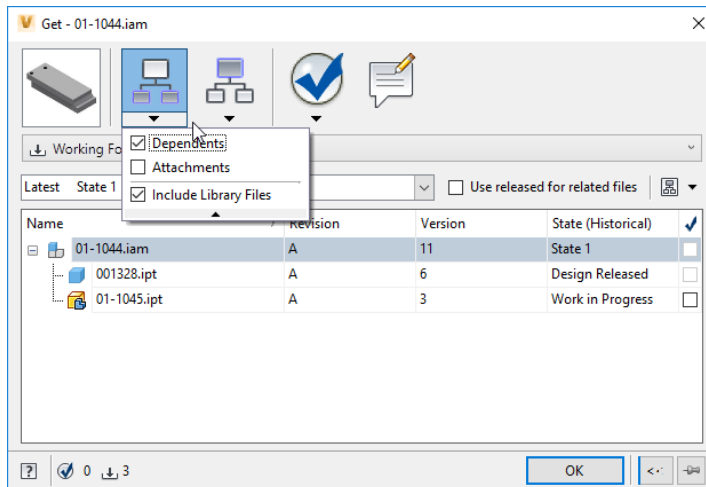 Get - 01-1044.iam
Dependents
Working Fo
Attachments
Include Library Files
Latest State 1
Use released for related files
Name Revision Version State (Historical)
01-1044.iam A 11 State 1
001328.ipt A 6 Design Released
01-1045.ipt A 3 Work in Progress
? 0 3 OK <-